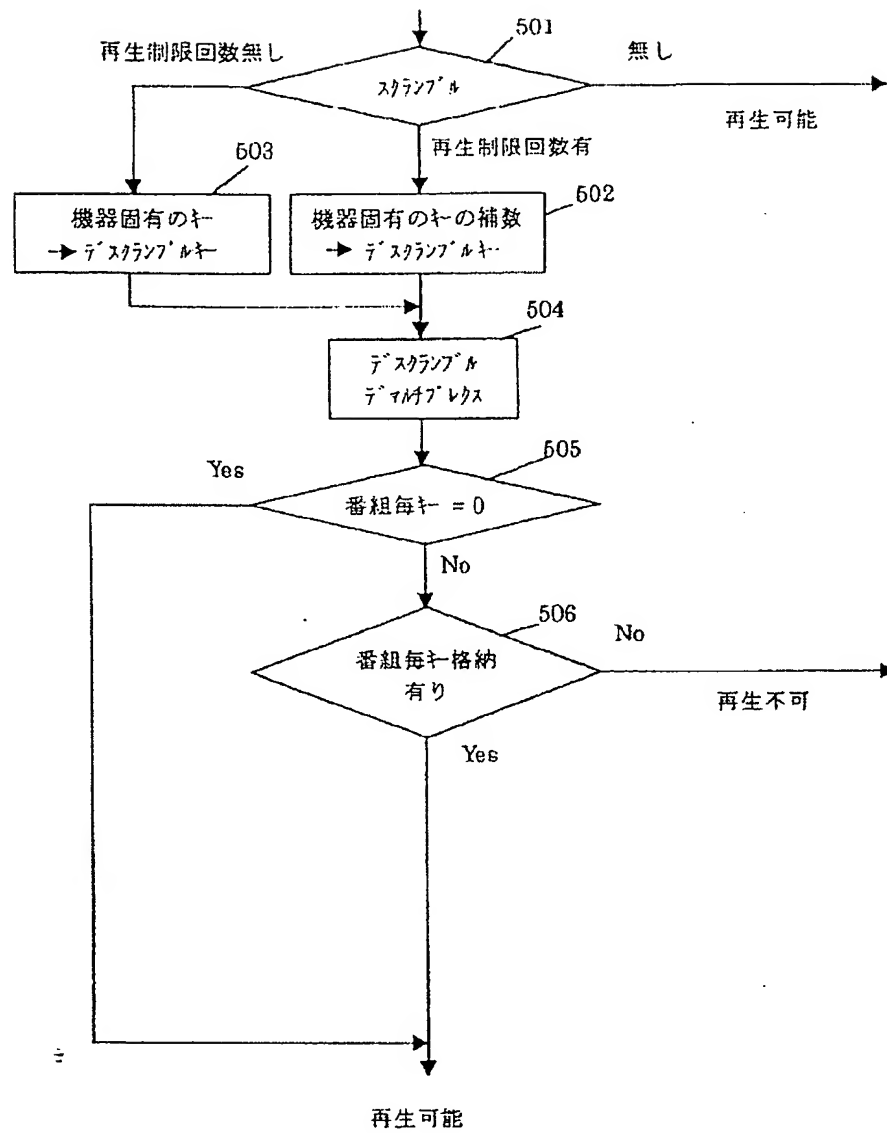 501
再生制限回数無し
無し
スクランブル
再生可能
再生制限回数有
503
502
機器固有のキー
→デスクランブルキー
機器固有のキーの補数
→デスクランブルキー
504
デスクランブル
デマルチプレクス
505
Yes
番組毎キー = 0
No
506
No
番組毎キー格納
有り
再生不可
Yes
再生可能